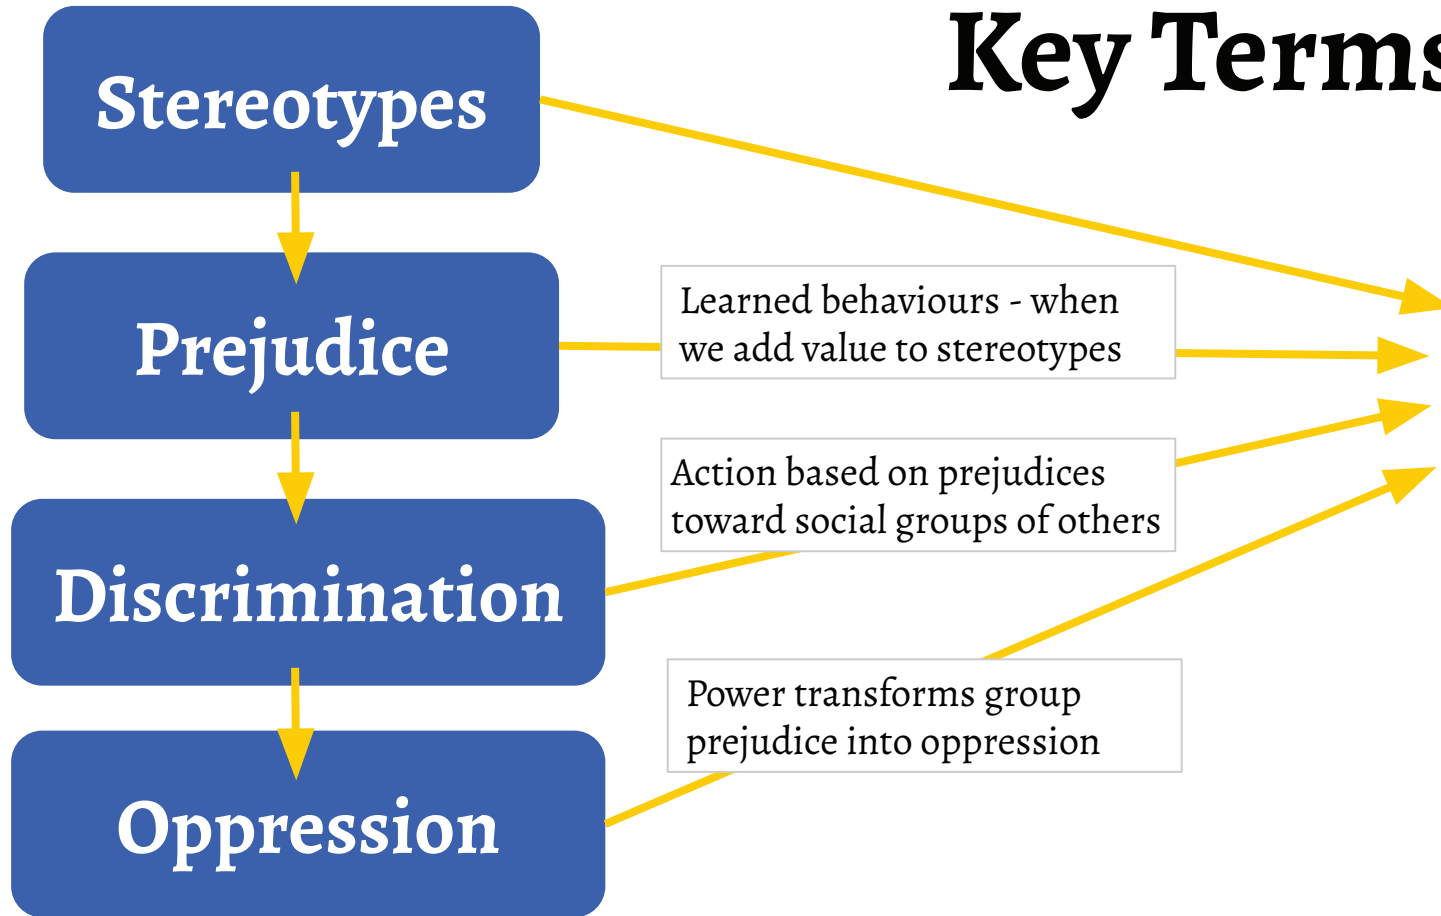 Key Terms
Stereotypes
Prejudice
Learned behaviours - when
we add value to stereotypes
Discrimination
Action based on prejudices
toward social groups of others
Oppression
Power transforms group
prejudice into oppression